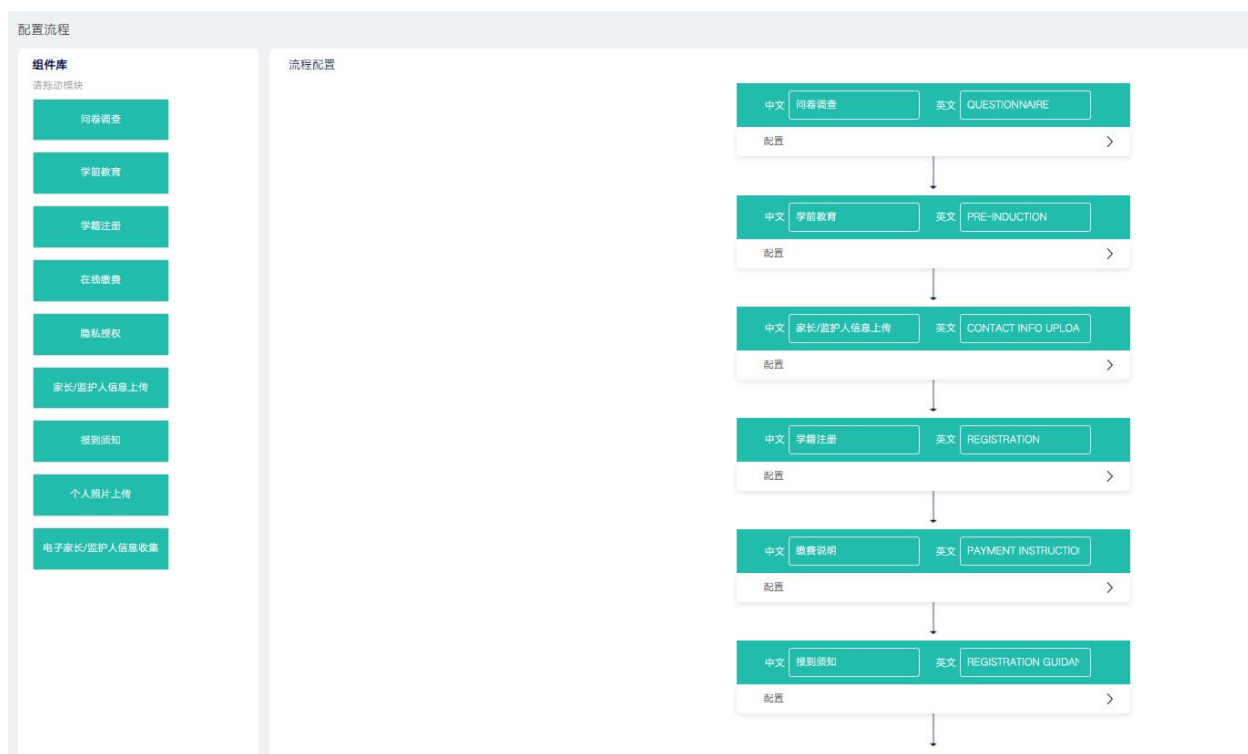 配置流程
组件库
请拖动模块
问卷调查
学前教育
学籍注册
在线缴费
隐私授权
家长/监护人信息上传
报到须知
个人照片上传
电子家长/监护人信息收集
流程配置
中文 问卷调查 英文 QUESTIONNAIRE
配置
中文 学前教育 英文 PRE-INDUCTION
配置
中文 家长/监护人信息上传 英文 CONTACT INFO UPLOA
配置
中文 学籍注册 英文 REGISTRATION
配置
中文 缴费说明 英文 PAYMENT INSTRUCTIO
配置
中文 报到须知 英文 REGISTRATION GUIDAN
配置